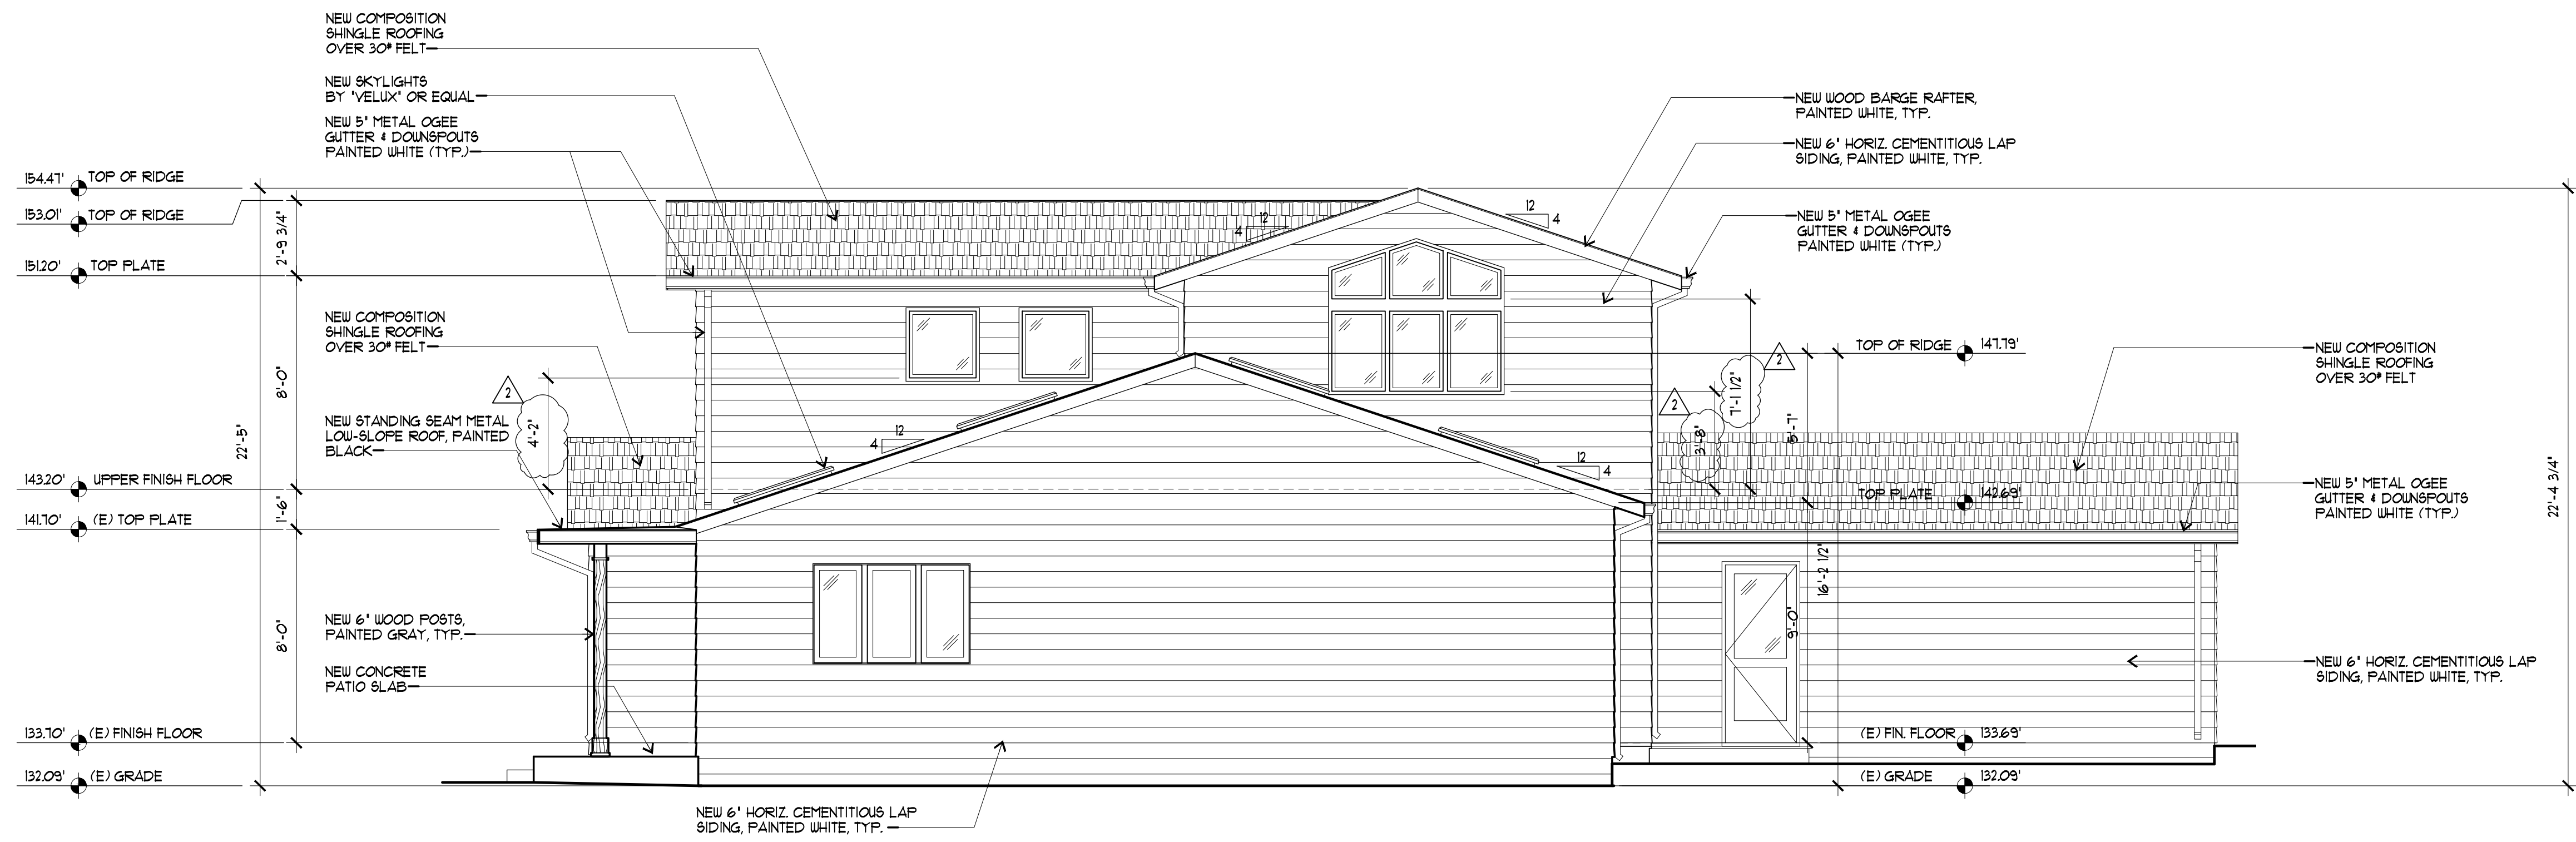 NEW COMPOSITION
SHINGLE ROOFING
OVER 30# FELT
NEW SKYLIGHTS
BY "VELUX" OR EQUAL
NEW 5" METAL OGEE
GUTTER & DOWNSPOUTS
PAINTED WHITE (TYP.)
154.47' TOP OF RIDGE
153.01' TOP OF RIDGE
151.20' TOP PLATE
NEW COMPOSITION
SHINGLE ROOFING
OVER 30# FELT
NEW STANDING SEAM METAL
LOW-SLOPE ROOF, PAINTED
BLACK
143.20' UPPER FINISH FLOOR
141.70' (E) TOP PLATE
NEW 6" WOOD POSTS,
PAINTED GRAY, TYP.
NEW CONCRETE
PATIO SLAB
133.70' (E) FINISH FLOOR
132.09' (E) GRADE
22'-5"
2'-9 3/4"
8'-0"
1'-6"
8'-0"
2
4'-2"
12
4
12
4
12
4
12
4
NEW 6" HORIZ. CEMENTITIOUS LAP
SIDING, PAINTED WHITE, TYP.
NEW WOOD BARGE RAFTER,
PAINTED WHITE, TYP.
NEW 6" HORIZ. CEMENTITIOUS LAP
SIDING, PAINTED WHITE, TYP.
NEW 5" METAL OGEE
GUTTER & DOWNSPOUTS
PAINTED WHITE (TYP.)
2
7'-1 1/2"
2
3'-8"
5'-7"
16'-2 1/2"
9'-0"
TOP OF RIDGE 147.79'
TOP PLATE 142.69'
(E) FIN. FLOOR 133.69'
(E) GRADE 132.09'
NEW COMPOSITION
SHINGLE ROOFING
OVER 30# FELT
NEW 5" METAL OGEE
GUTTER & DOWNSPOUTS
PAINTED WHITE (TYP.)
NEW 6" HORIZ. CEMENTITIOUS LAP
SIDING, PAINTED WHITE, TYP.
22'-4 3/4"